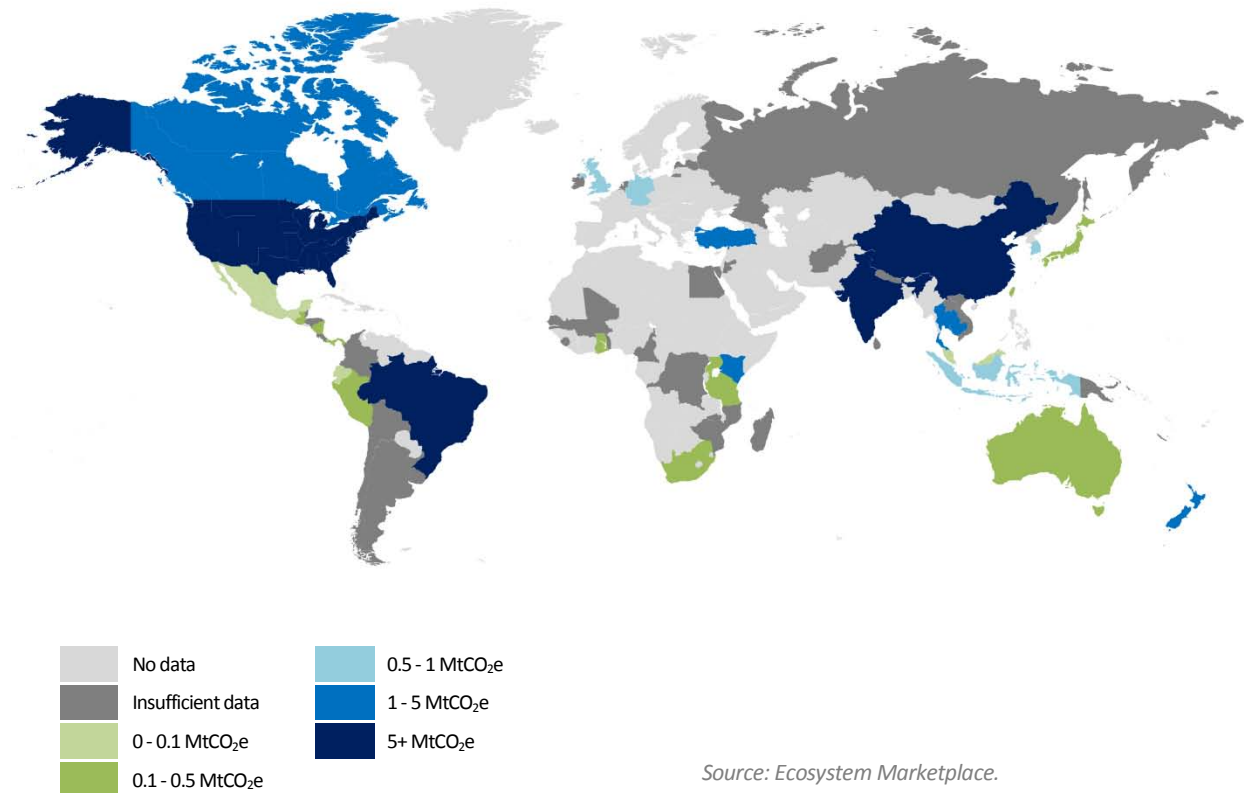 No data
Insufficient data
0 - 0.1 MtCO₂e
0.1 - 0.5 MtCO₂e
0.5 - 1 MtCO₂e
1 - 5 MtCO₂e
5+ MtCO₂e
Source: Ecosystem Marketplace.